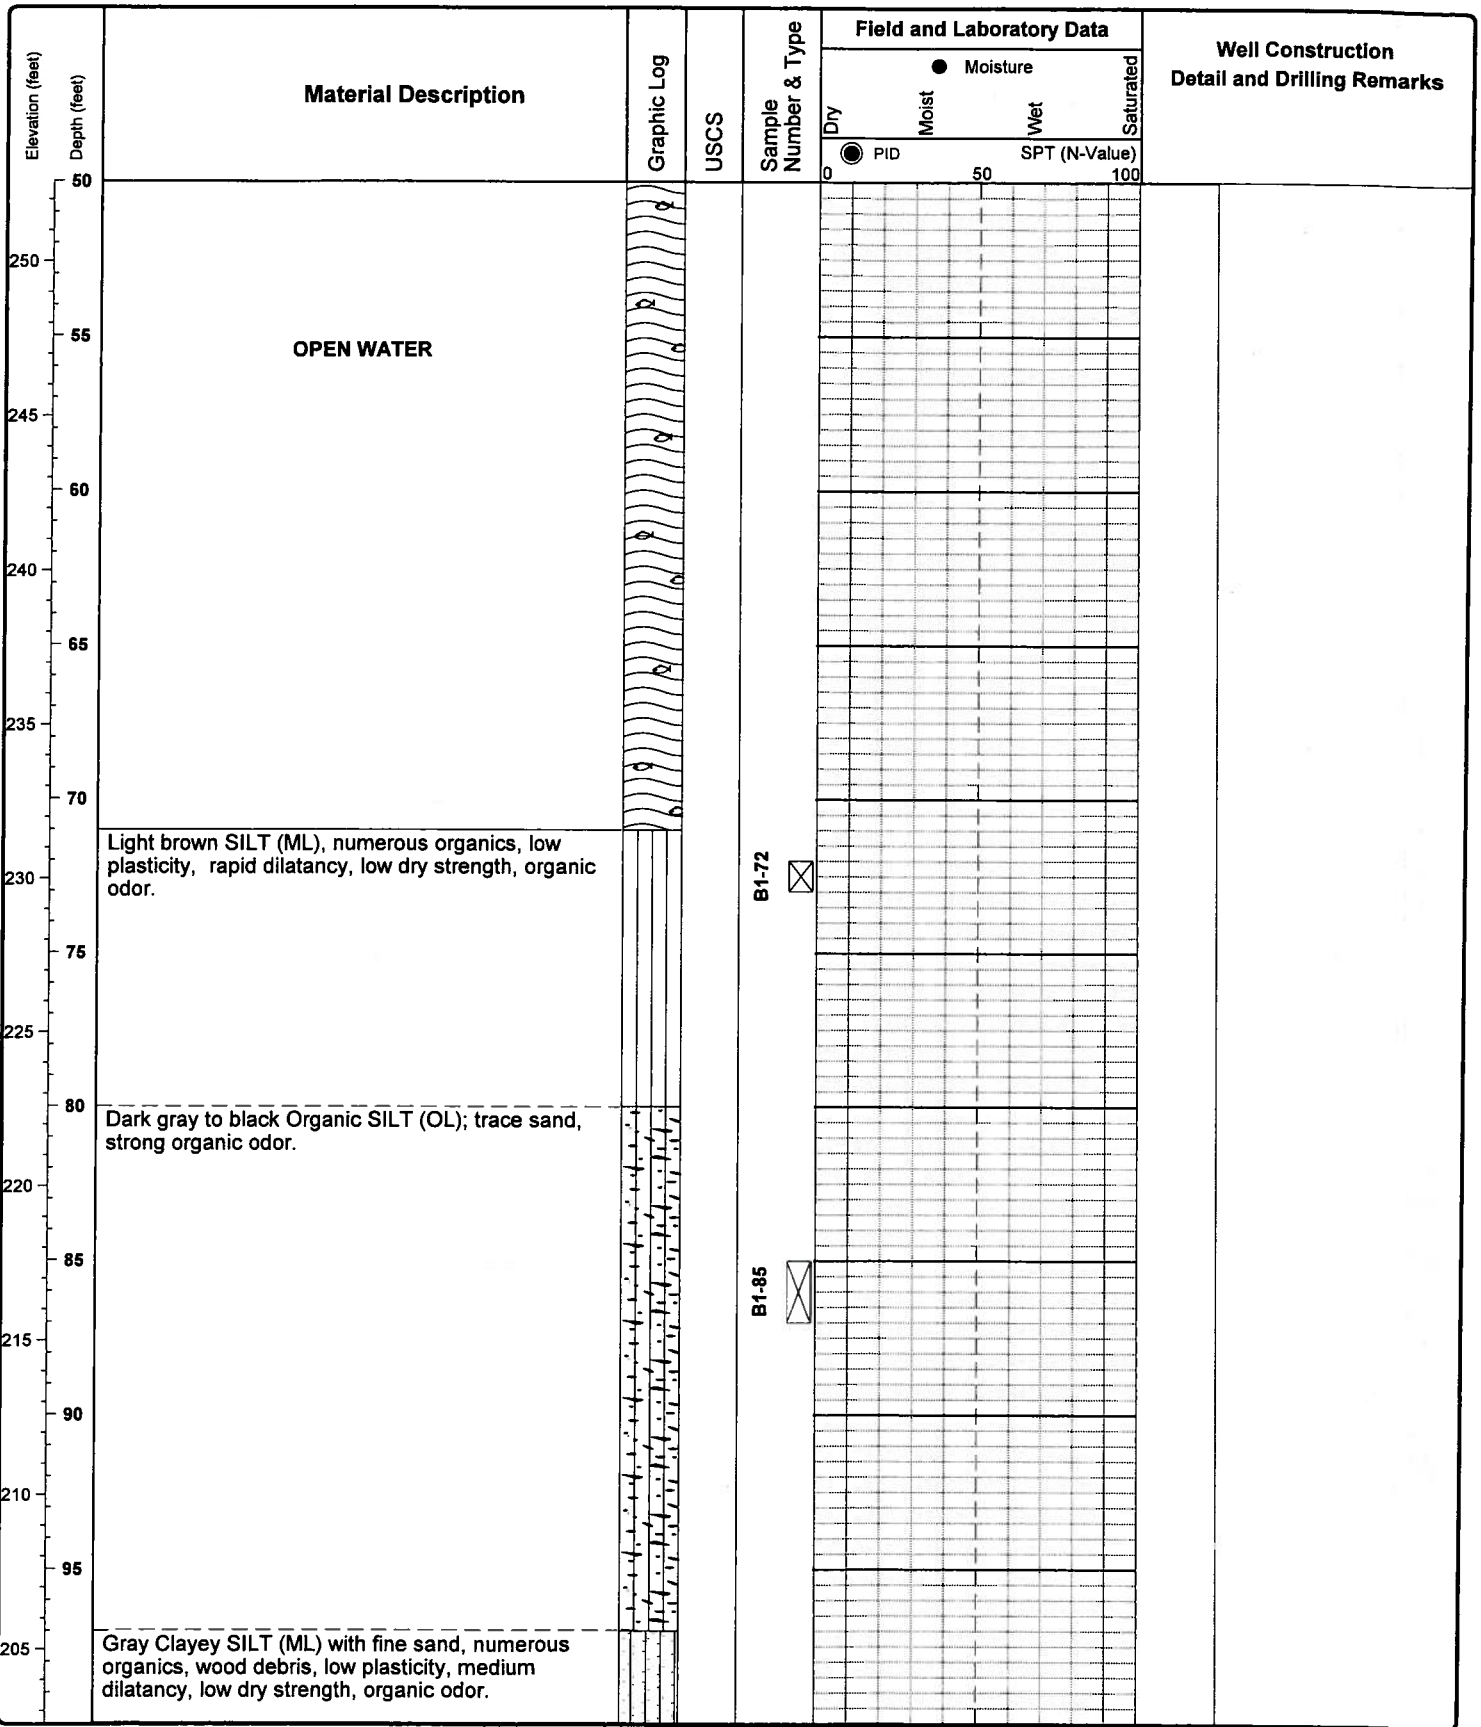 Elevation (feet)
Depth (feet)
Material Description
Graphic Log
USCS
Sample
Number & Type
Field and Laboratory Data
Moisture
Dry
Moist
Wet
Saturated
PID
SPT (N-Value)
0
50
100
Well Construction
Detail and Drilling Remarks
50
250
55
OPEN WATER
245
60
240
65
235
70
Light brown SILT (ML), numerous organics, low
plasticity, rapid dilatancy, low dry strength, organic
odor.
B1-72
230
75
225
80
Dark gray to black Organic SILT (OL); trace sand,
strong organic odor.
220
85
B1-85
215
90
210
95
205
Gray Clayey SILT (ML) with fine sand, numerous
organics, wood debris, low plasticity, medium
dilatancy, low dry strength, organic odor.